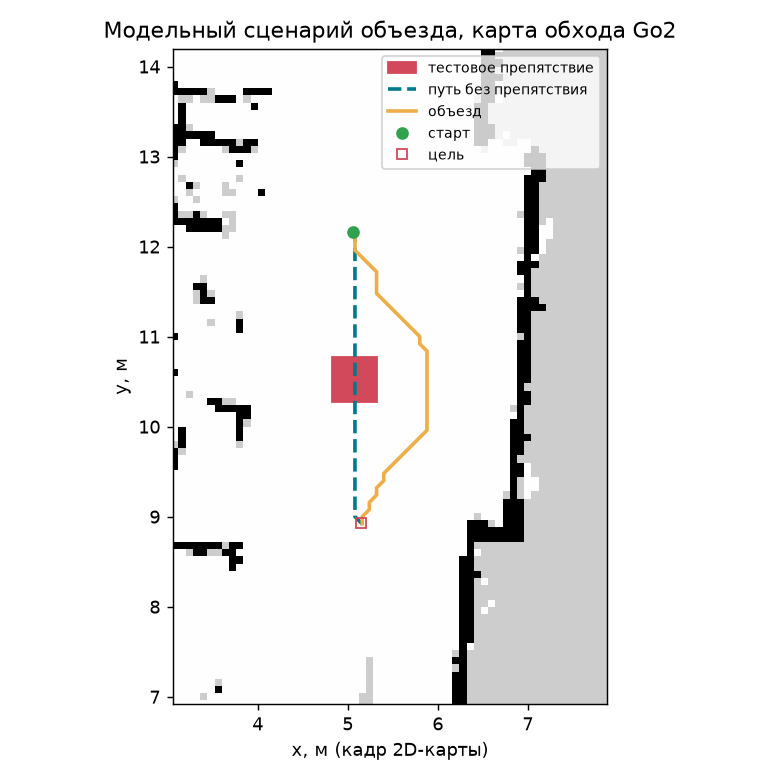 Модельный сценарий объезда, карта обхода Go2
тестовое препятствие
путь без препятствия
объезд
старт
цель
14
13
12
11
10
9
8
7
y, м
4 5 6 7
x, м (кадр 2D-карты)